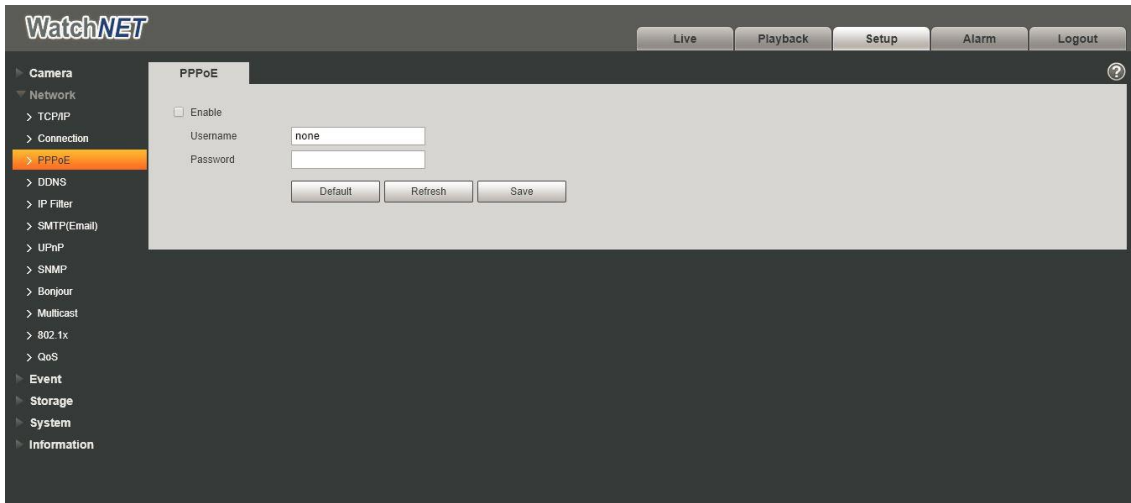 WatchNET
Live Playback Setup Alarm Logout
Camera
Network
TCP/IP
Connection
PPPoE
DDNS
IP Filter
SMTP(Email)
UPnP
SNMP
Bonjour
Multicast
802.1x
QoS
Event
Storage
System
Information
PPPoE
?
Enable
Username none
Password
Default Refresh Save